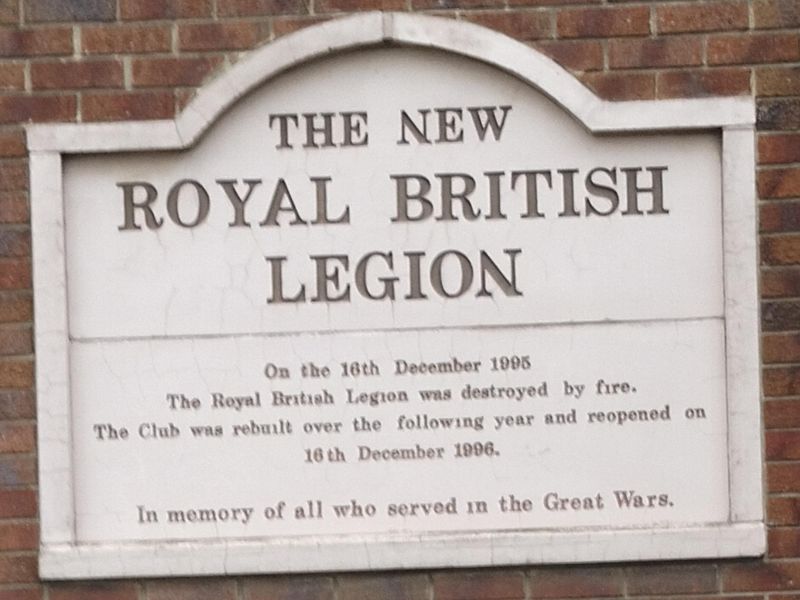 THE NEW
ROYAL BRITISH
LEGION
On the 16th December 1995
The Royal British Legion was destroyed by fire.
The Club was rebuilt over the following year and reopened on
16th December 1996.
In memory of all who served in the Great Wars.